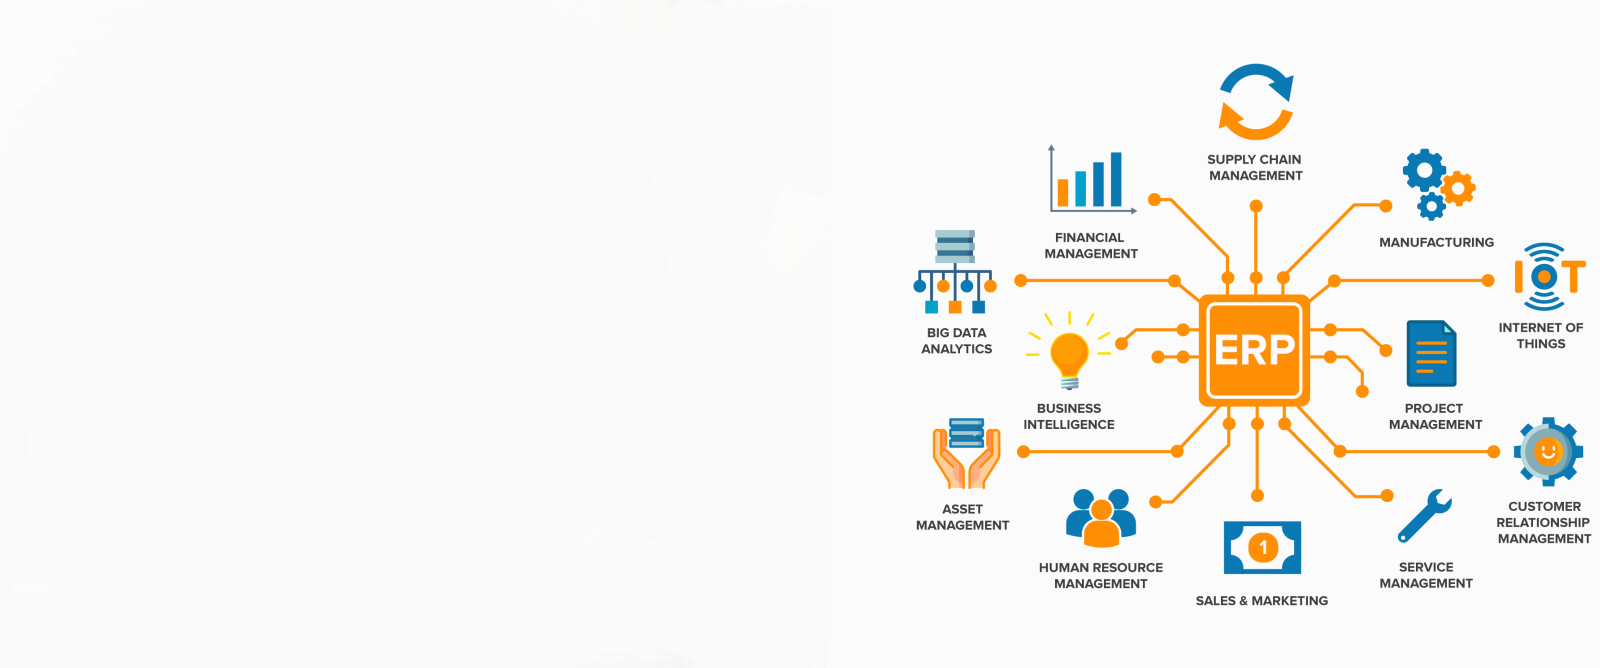 SUPPLY CHAIN
MANAGEMENT
FINANCIAL
MANAGEMENT
MANUFACTURING
IOT
INTERNET OF
THINGS
BIG DATA
ANALYTICS
ERP
BUSINESS
INTELLIGENCE
PROJECT
MANAGEMENT
ASSET
MANAGEMENT
CUSTOMER
RELATIONSHIP
MANAGEMENT
HUMAN RESOURCE
MANAGEMENT
1
SALES & MARKETING
SERVICE
MANAGEMENT